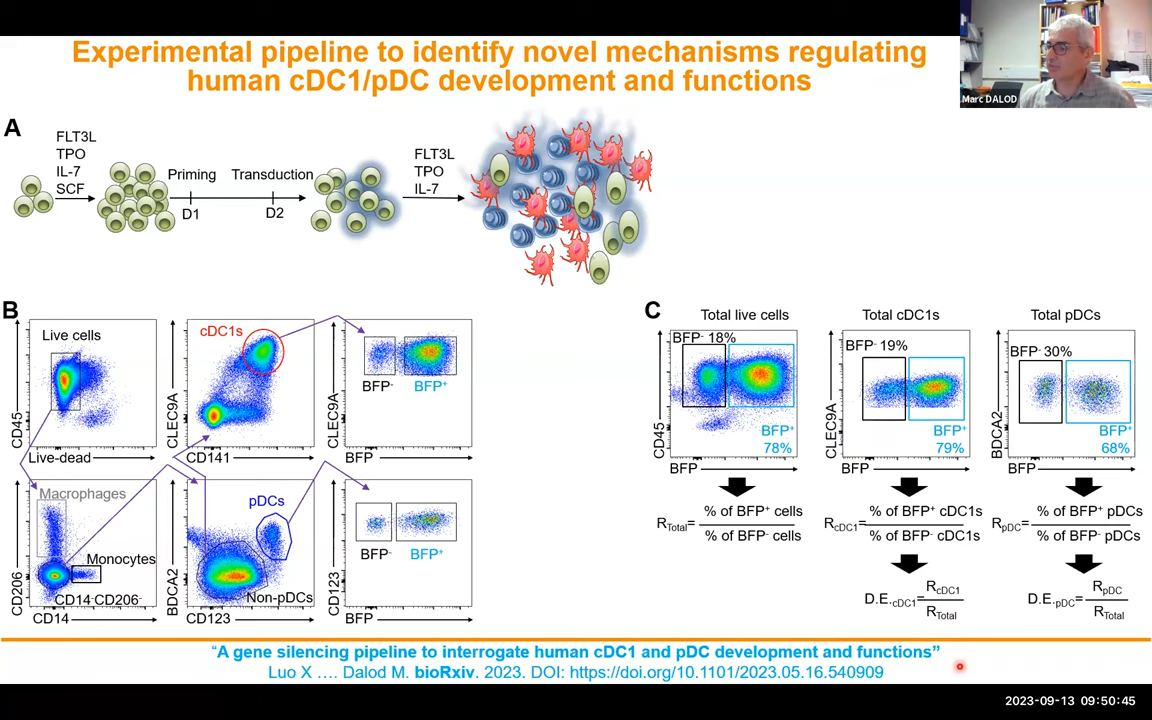 Experimental pipeline to identify novel mechanisms regulating
human cDC1/pDC development and functions
Marc DALOD
A
FLT3L
TPO
IL-7
SCF
Priming
D1
Transduction
D2
FLT3L
TPO
IL-7
B
Live cells
CD45
Live-dead
cDC1s
CLEC9A
CD141
BFP-
BFP+
CLEC9A
BFP
Macrophages
Monocytes
CD14-CD206-
CD206
CD14
pDCs
Non-pDCs
BDCA2
CD123
BFP-
BFP+
CD123
BFP
C
Total live cells
BFP- 18%
BFP+
78%
CD45
BFP
Total cDC1s
BFP- 19%
BFP+
79%
CLEC9A
BFP
Total pDCs
BFP- 30%
BFP+
68%
BDCA2
BFP
RTotal= % of BFP+ cells
% of BFP- cells
RcDC1= % of BFP+ cDC1s
% of BFP- cDC1s
RpDC= % of BFP+ pDCs
% of BFP- pDCs
D.E.cDC1= RcDC1
RTotal
D.E.pDC= RpDC
RTotal
"A gene silencing pipeline to interrogate human cDC1 and pDC development and functions"
Luo X …. Dalod M. bioRxiv. 2023. DOI: https://doi.org/10.1101/2023.05.16.540909
2023-09-13 09:50:45